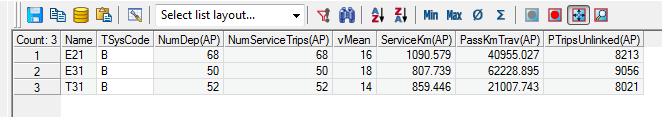 Select list layout... Min Max Ø Σ
Count: 3 Name TSysCode NumDep(AP) NumServiceTrips(AP) vMean ServiceKm(AP) PassKmTrav(AP) PTripsUnlinked(AP)
1 E21 B 68 68 16 1090.579 40955.027 8213
2 E31 B 50 50 18 807.739 62228.895 9056
3 T31 B 52 52 14 859.446 21007.743 8021